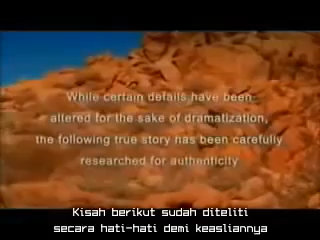 While certain details have been
altered for the sake of dramatization,
the following true story has been carefully
researched for authenticity
Kisah berikut sudah diteliti
secara hati-hati demi keasliannya